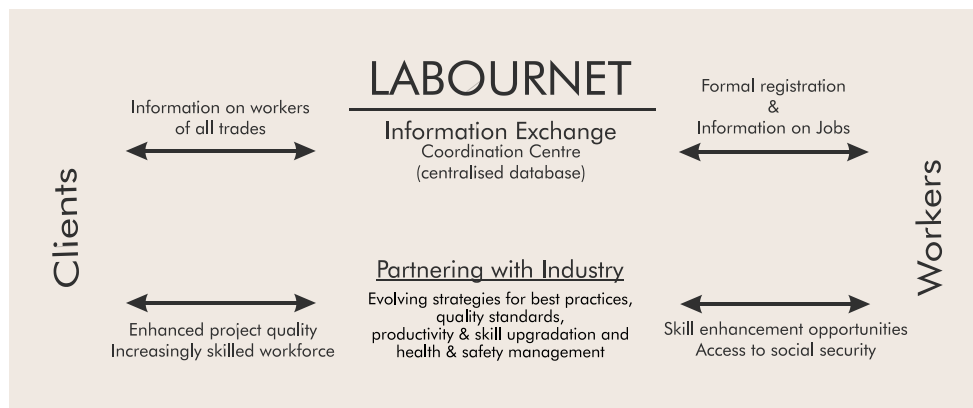 LABOURNET
Information on workers
of all trades
Information Exchange
Coordination Centre
(centralised database)
Formal registration
&
Information on Jobs
Clients
Workers
Partnering with Industry
Evolving strategies for best practices,
quality standards,
productivity & skill upgradation and
health & safety management
Enhanced project quality
Increasingly skilled workforce
Skill enhancement opportunities
Access to social security